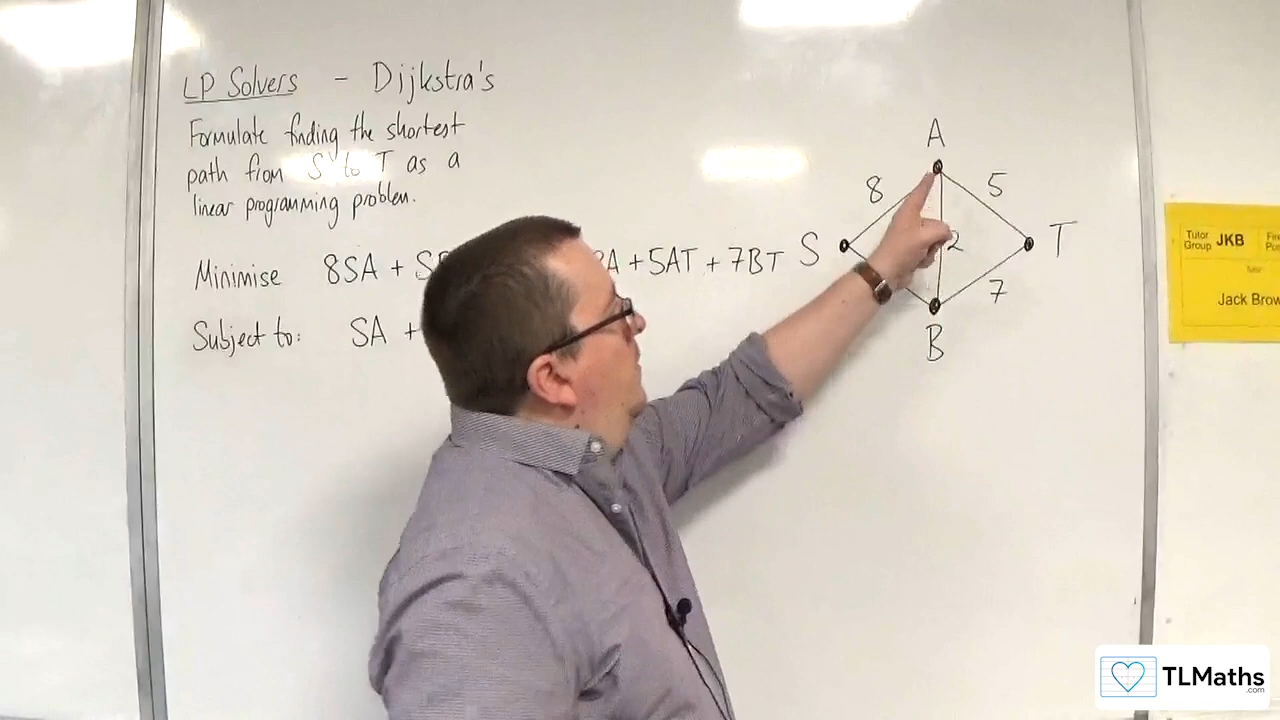 LP Solvers - Dijkstra's
Formulate finding the shortest
path from S to T as a
linear programming problem.
Minimise 8SA + A + 5AT + 7BT
Subject to: SA +
A
8
5
S
2
T
7
B
Tutor
Group JKB
Jack Brow
TLMaths
.com